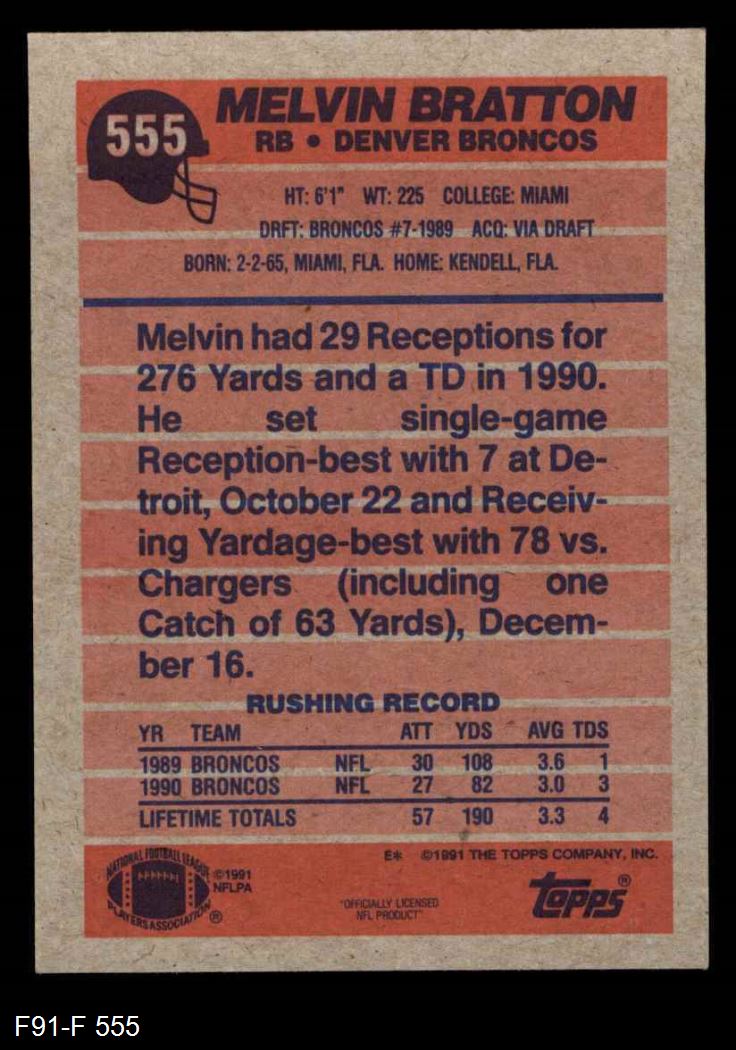 555
MELVIN BRATTON
RB • DENVER BRONCOS
HT: 6'1" WT: 225 COLLEGE: MIAMI
DRFT: BRONCOS #7-1989 ACQ: VIA DRAFT
BORN: 2-2-65, MIAMI, FLA. HOME: KENDELL, FLA.
Melvin had 29 Receptions for
276 Yards and a TD in 1990.
He set single-game
Reception-best with 7 at De-
troit, October 22 and Receiv-
ing Yardage-best with 78 vs.
Chargers (including one
Catch of 63 Yards), Decem-
ber 16.
RUSHING RECORD
YR TEAM ATT YDS AVG TDS
1989 BRONCOS NFL 30 108 3.6 1
1990 BRONCOS NFL 27 82 3.0 3
LIFETIME TOTALS 57 190 3.3 4
E* ©1991 THE TOPPS COMPANY, INC.
NATIONAL FOOTBALL LEAGUE
PLAYERS ASSOCIATION ®
©1991
NFLPA
"OFFICIALLY LICENSED
NFL PRODUCT"
topps®
F91-F 555